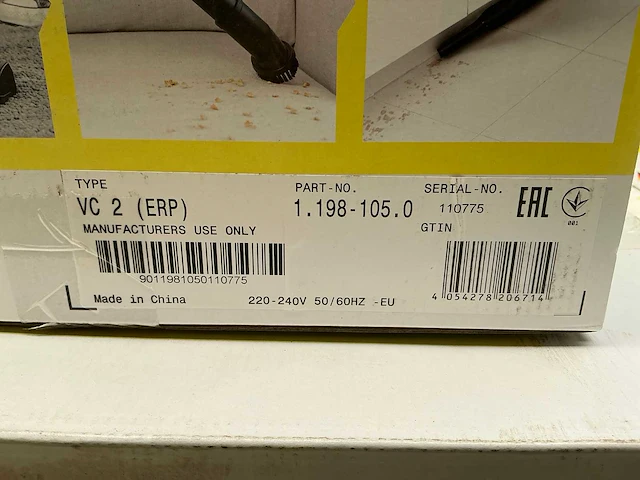 TYPE
VC 2 (ERP)
MANUFACTURERS USE ONLY
9011981050110775
Made in China
PART-NO.
1.198-105.0
220-240V 50/60HZ -EU
SERIAL-NO.
110775
GTIN
4 054278 206714
EAC
001